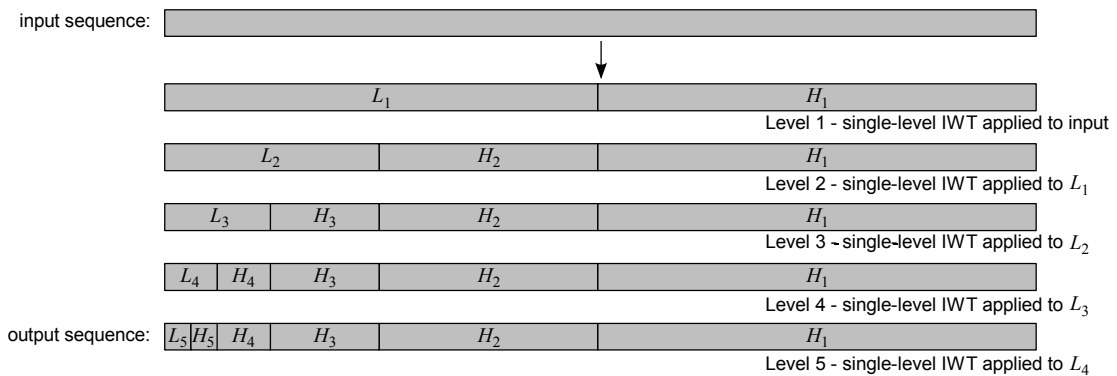 input sequence:
L1 H1
Level 1 - single-level IWT applied to input
L2 H2 H1
Level 2 - single-level IWT applied to L1
L3 H3 H2 H1
Level 3 - single-level IWT applied to L2
L4 H4 H3 H2 H1
Level 4 - single-level IWT applied to L3
output sequence: L5 H5 H4 H3 H2 H1
Level 5 - single-level IWT applied to L4